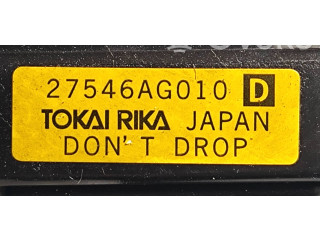 27546AG010 D
TOKAI RIKA JAPAN
DON'T DROP